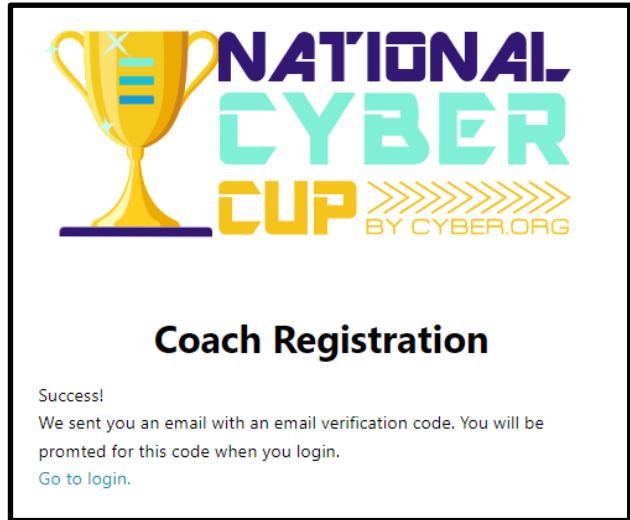 NATIONAL
CYBER
CUP
BY CYBER.ORG
Coach Registration
Success!
We sent you an email with an email verification code. You will be
promted for this code when you login.
Go to login.